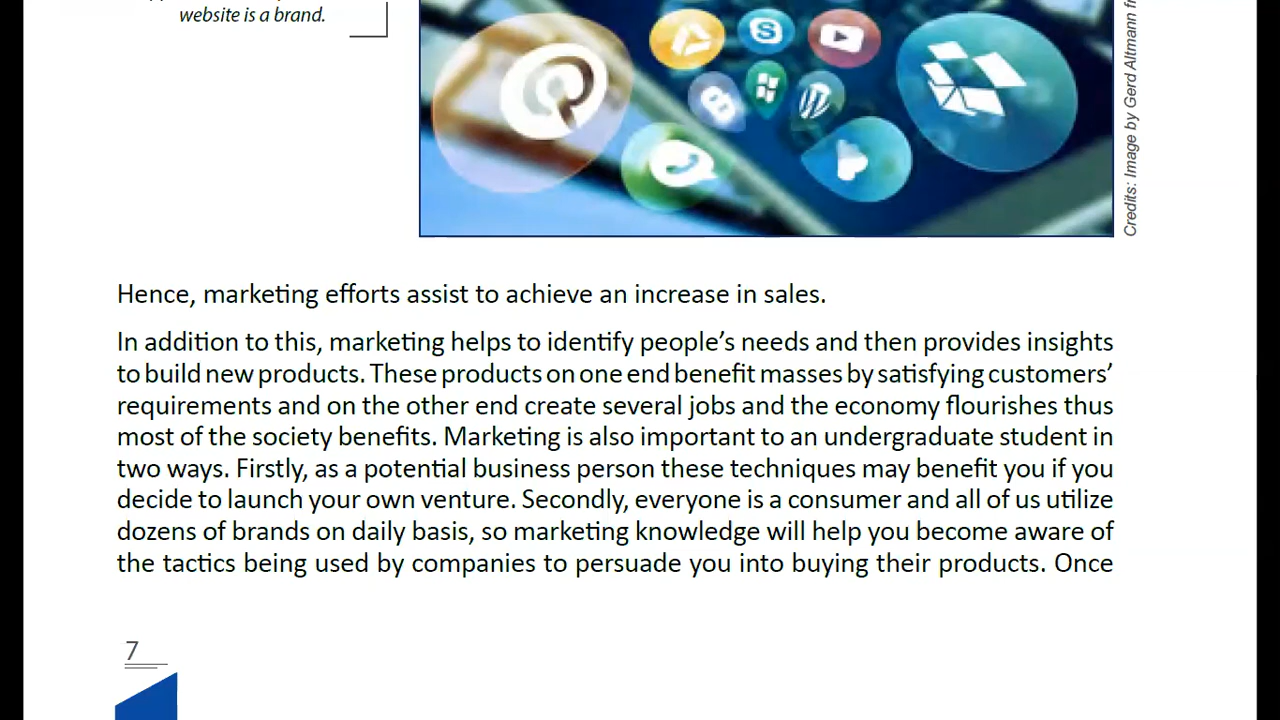 website is a brand.
Credits: Image by Gerd Altmann
Hence, marketing efforts assist to achieve an increase in sales.
In addition to this, marketing helps to identify people's needs and then provides insights
to build new products. These products on one end benefit masses by satisfying customers'
requirements and on the other end create several jobs and the economy flourishes thus
most of the society benefits. Marketing is also important to an undergraduate student in
two ways. Firstly, as a potential business person these techniques may benefit you if you
decide to launch your own venture. Secondly, everyone is a consumer and all of us utilize
dozens of brands on daily basis, so marketing knowledge will help you become aware of
the tactics being used by companies to persuade you into buying their products. Once
7